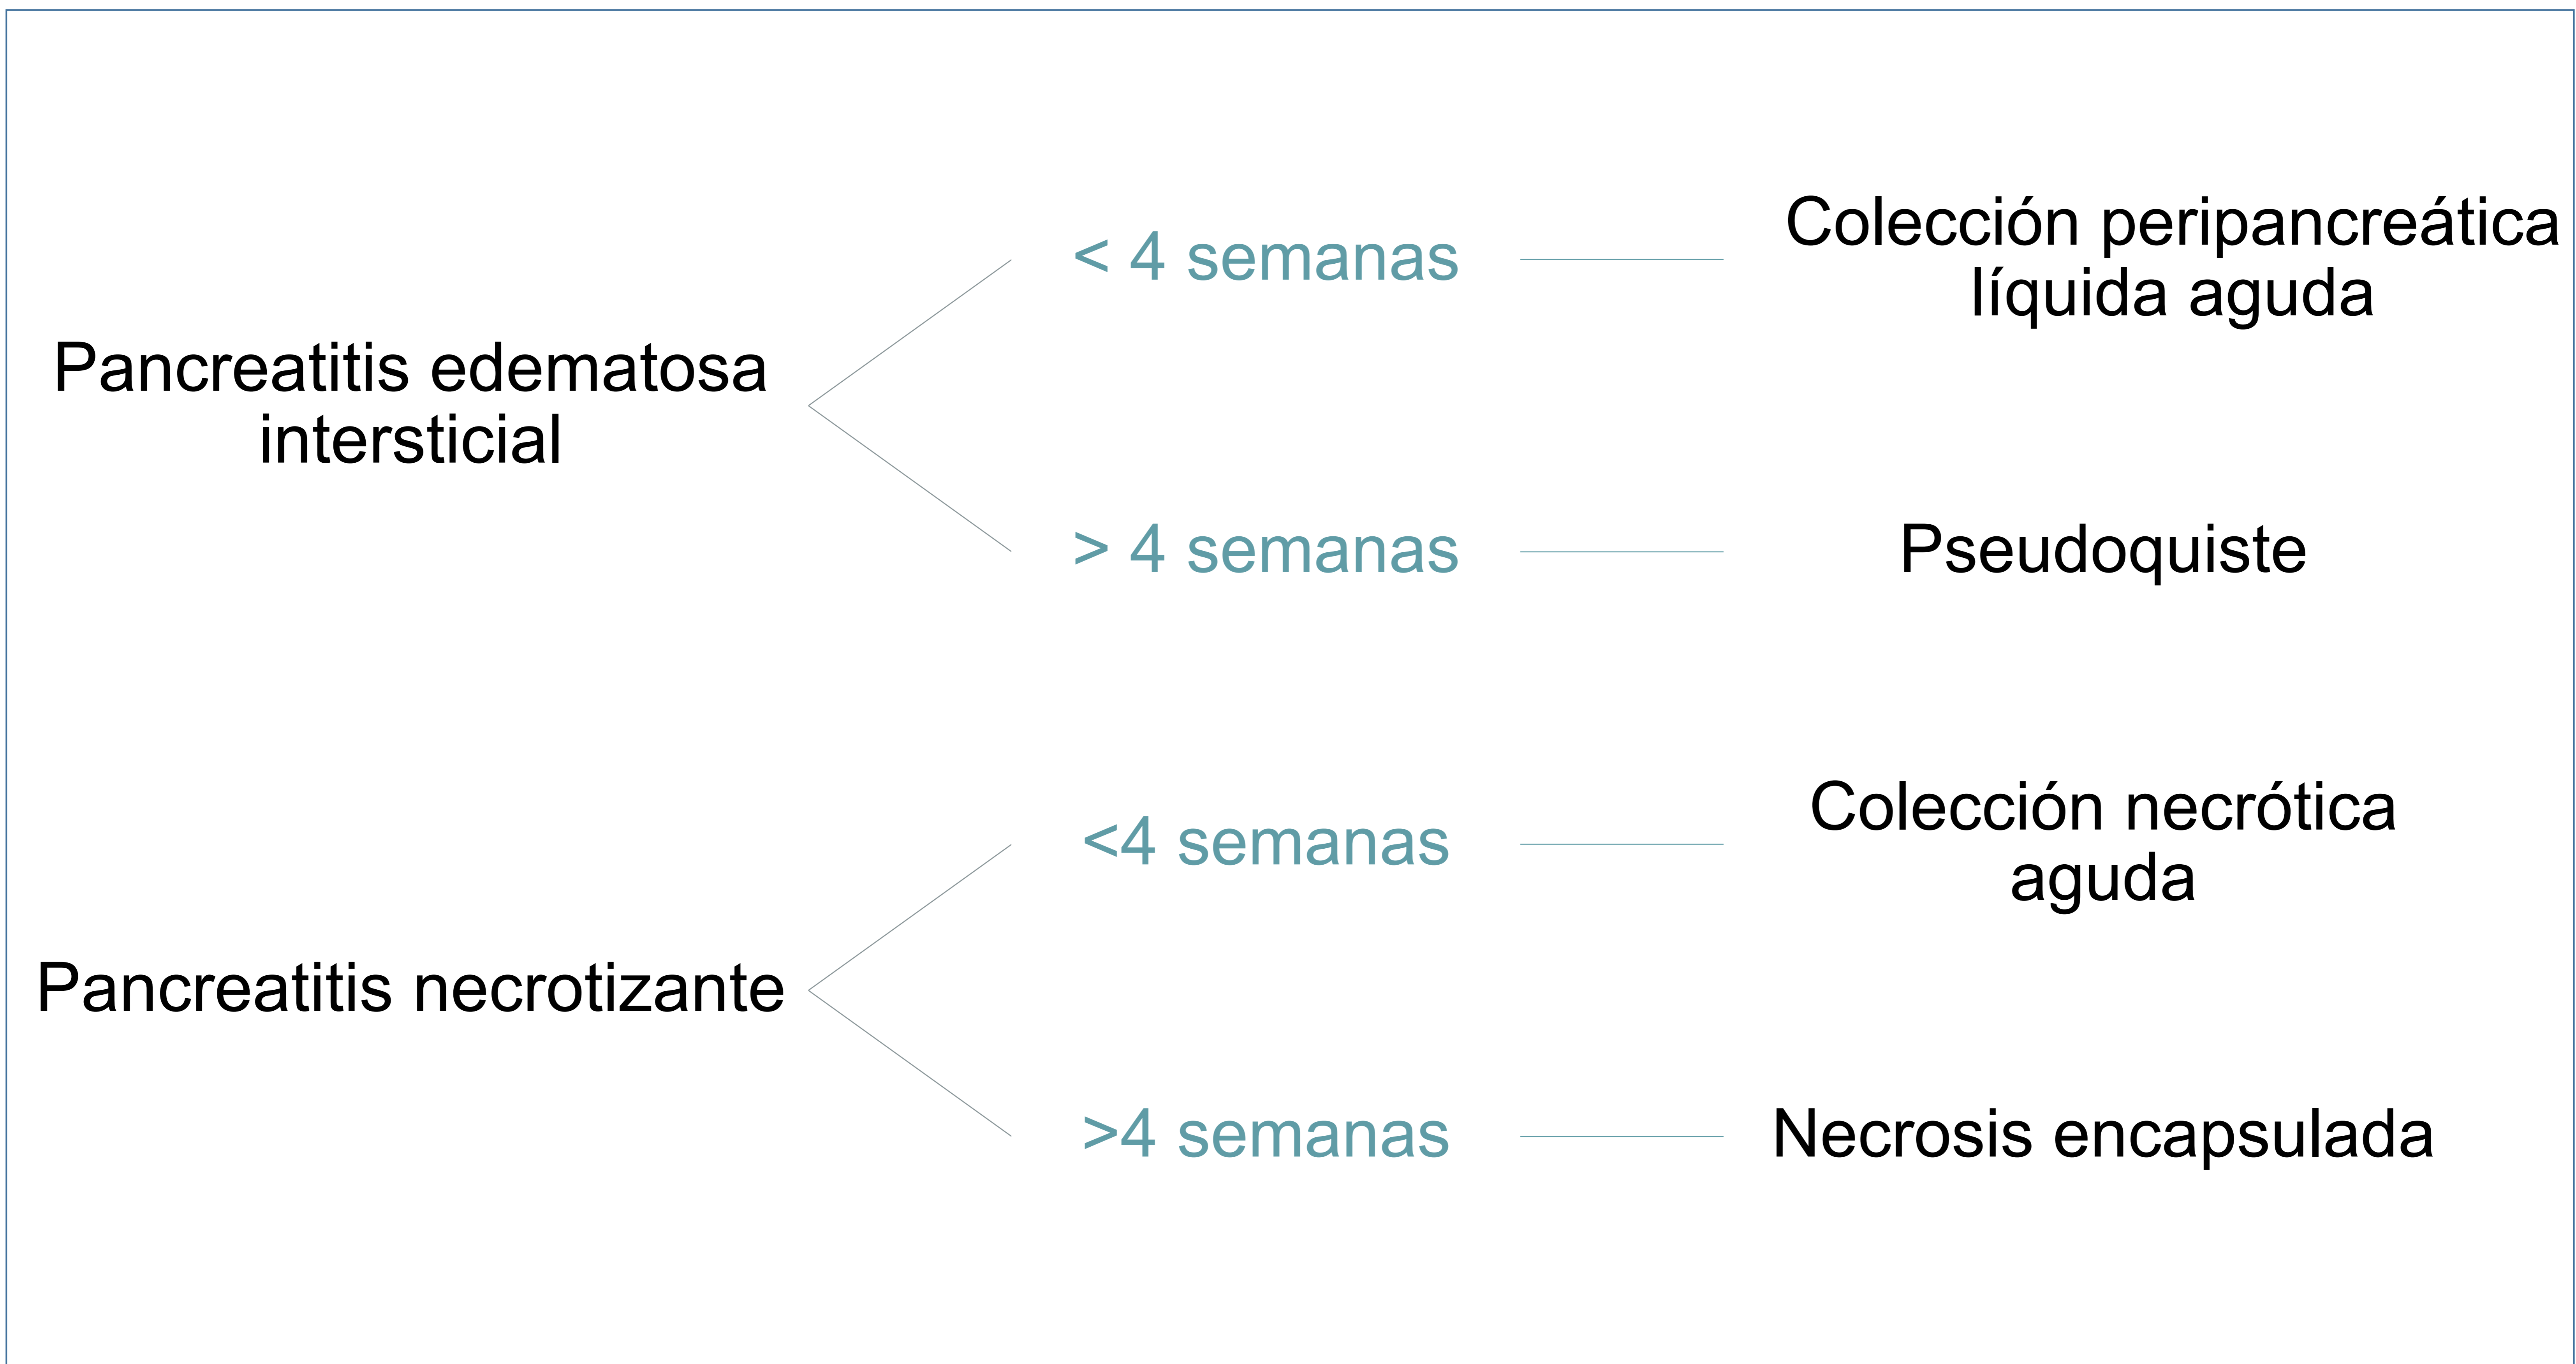 Pancreatitis edematosa
intersticial
< 4 semanas
Colección peripancreática
líquida aguda
> 4 semanas
Pseudoquiste
Pancreatitis necrotizante
<4 semanas
Colección necrótica
aguda
>4 semanas
Necrosis encapsulada